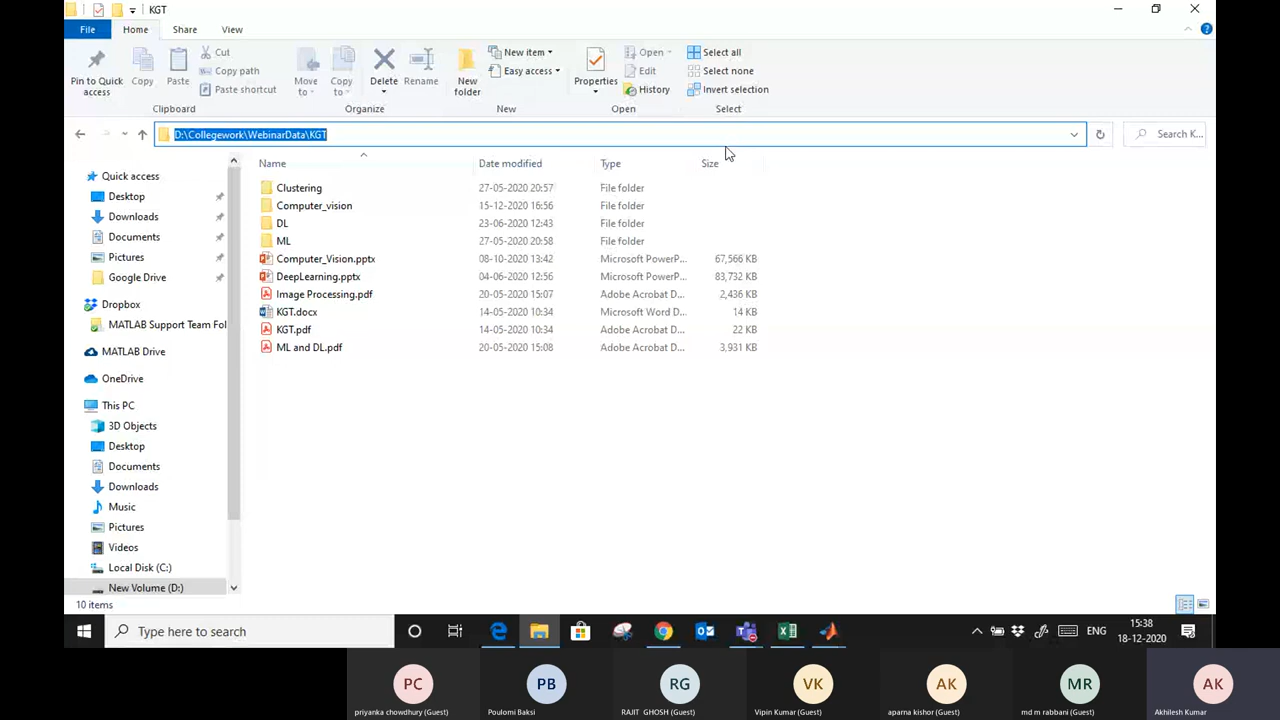 KGT
File Home Share View
Pin to Quick access
Copy
Paste
Cut
Copy path
Paste shortcut
Clipboard
Move to
Copy to
Delete
Rename
Organize
New folder
New item
Easy access
New
Properties
Open
Edit
History
Open
Select all
Select none
Invert selection
Select
D:\Collegework\WebinarData\KGT
Search K...
Name Date modified Type Size
Clustering 27-05-2020 20:57 File folder
Computer_vision 15-12-2020 16:56 File folder
DL 23-06-2020 12:43 File folder
ML 27-05-2020 20:58 File folder
Computer_Vision.pptx 08-10-2020 13:42 Microsoft PowerP... 67,566 KB
DeepLearning.pptx 04-06-2020 12:56 Microsoft PowerP... 83,732 KB
Image Processing.pdf 20-05-2020 15:07 Adobe Acrobat D... 2,436 KB
KGT.docx 14-05-2020 10:34 Microsoft Word D... 14 KB
KGT.pdf 14-05-2020 10:34 Adobe Acrobat D... 22 KB
ML and DL.pdf 20-05-2020 15:08 Adobe Acrobat D... 3,931 KB
Quick access
Desktop
Downloads
Documents
Pictures
Google Drive
Dropbox
MATLAB Support Team Fol
MATLAB Drive
OneDrive
This PC
3D Objects
Desktop
Documents
Downloads
Music
Pictures
Videos
Local Disk (C:)
New Volume (D:)
10 items
Type here to search
ENG
15:38
18-12-2020
PC PB RG VK AK MR AK
priyanka chowdhury (Guest) Poulomi Baksi RAJIT GHOSH (Guest) Vipin Kumar (Guest) aparna kishor (Guest) md m rabbani (Guest) Akhilesh Kumar